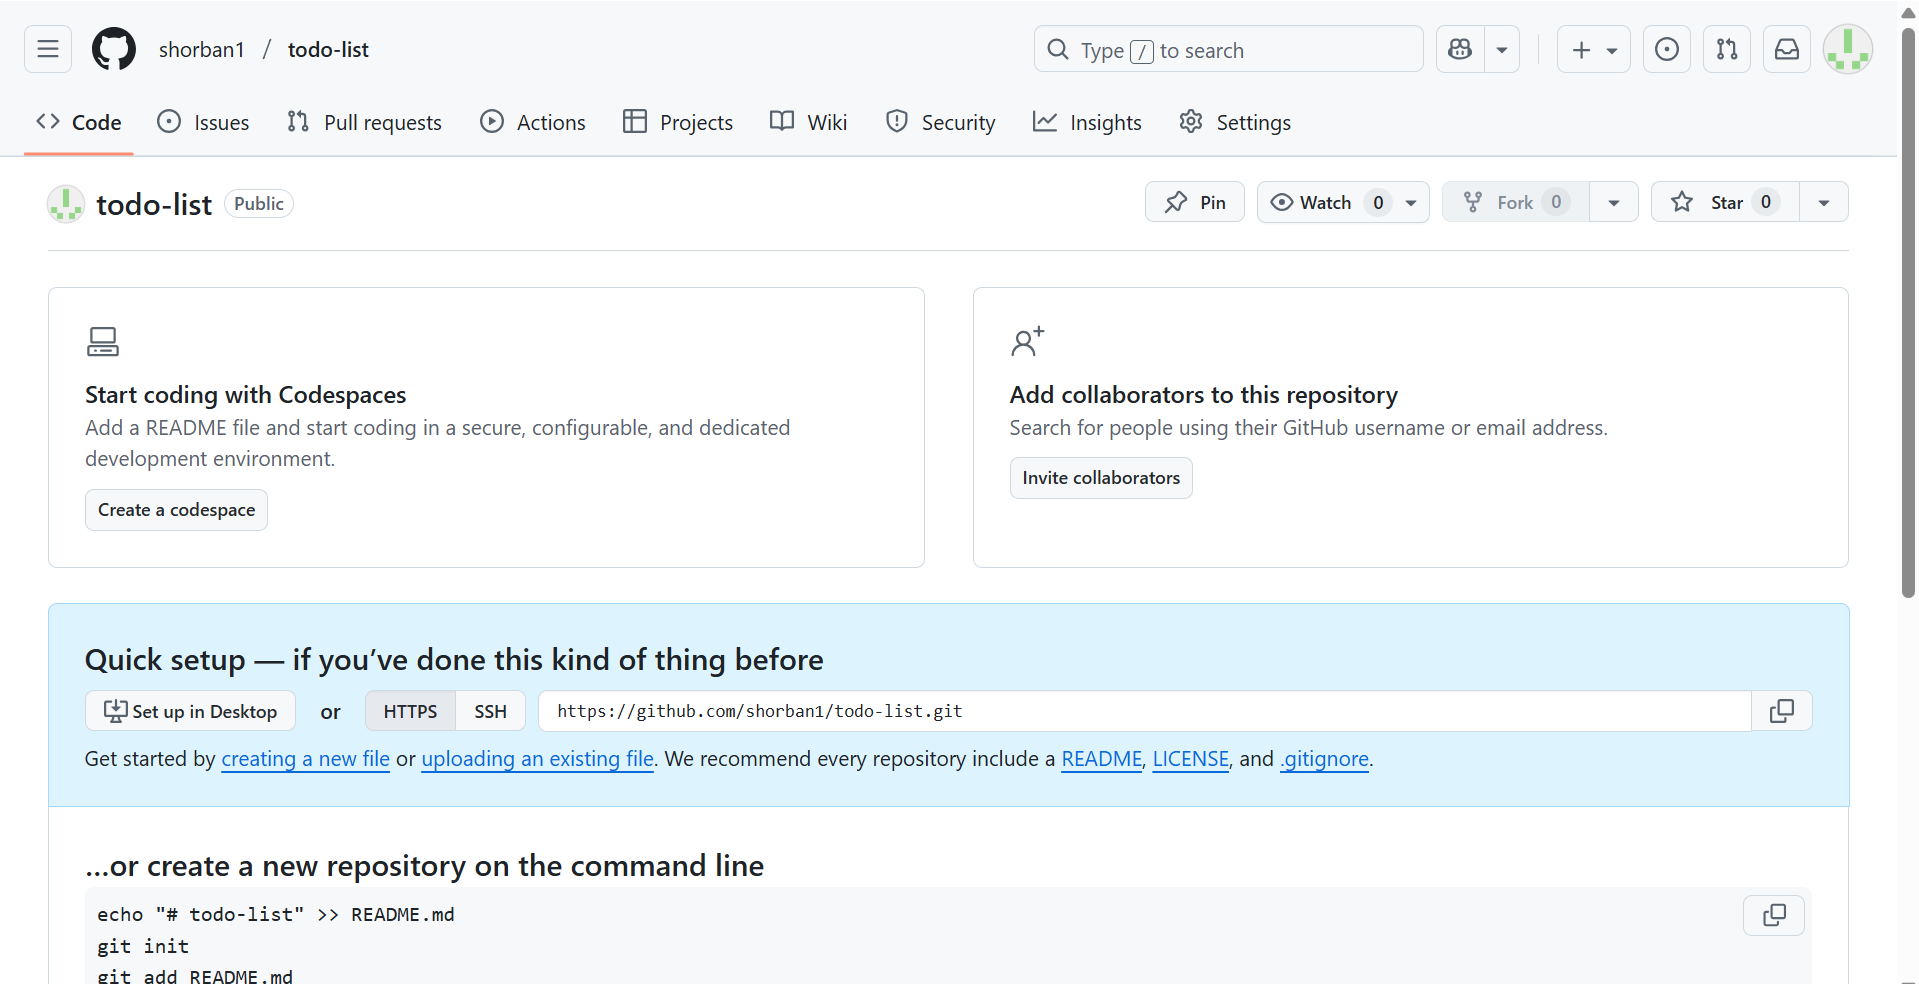 shorban1 / todo-list
Type / to search
Code Issues Pull requests Actions Projects Wiki Security Insights Settings
todo-list Public
Pin Watch 0 Fork 0 Star 0
Start coding with Codespaces
Add a README file and start coding in a secure, configurable, and dedicated
development environment.
Create a codespace
Add collaborators to this repository
Search for people using their GitHub username or email address.
Invite collaborators
Quick setup — if you’ve done this kind of thing before
Set up in Desktop or HTTPS SSH https://github.com/shorban1/todo-list.git
Get started by creating a new file or uploading an existing file. We recommend every repository include a README, LICENSE, and .gitignore.
…or create a new repository on the command line
echo "# todo-list" >> README.md
git init
git add README.md